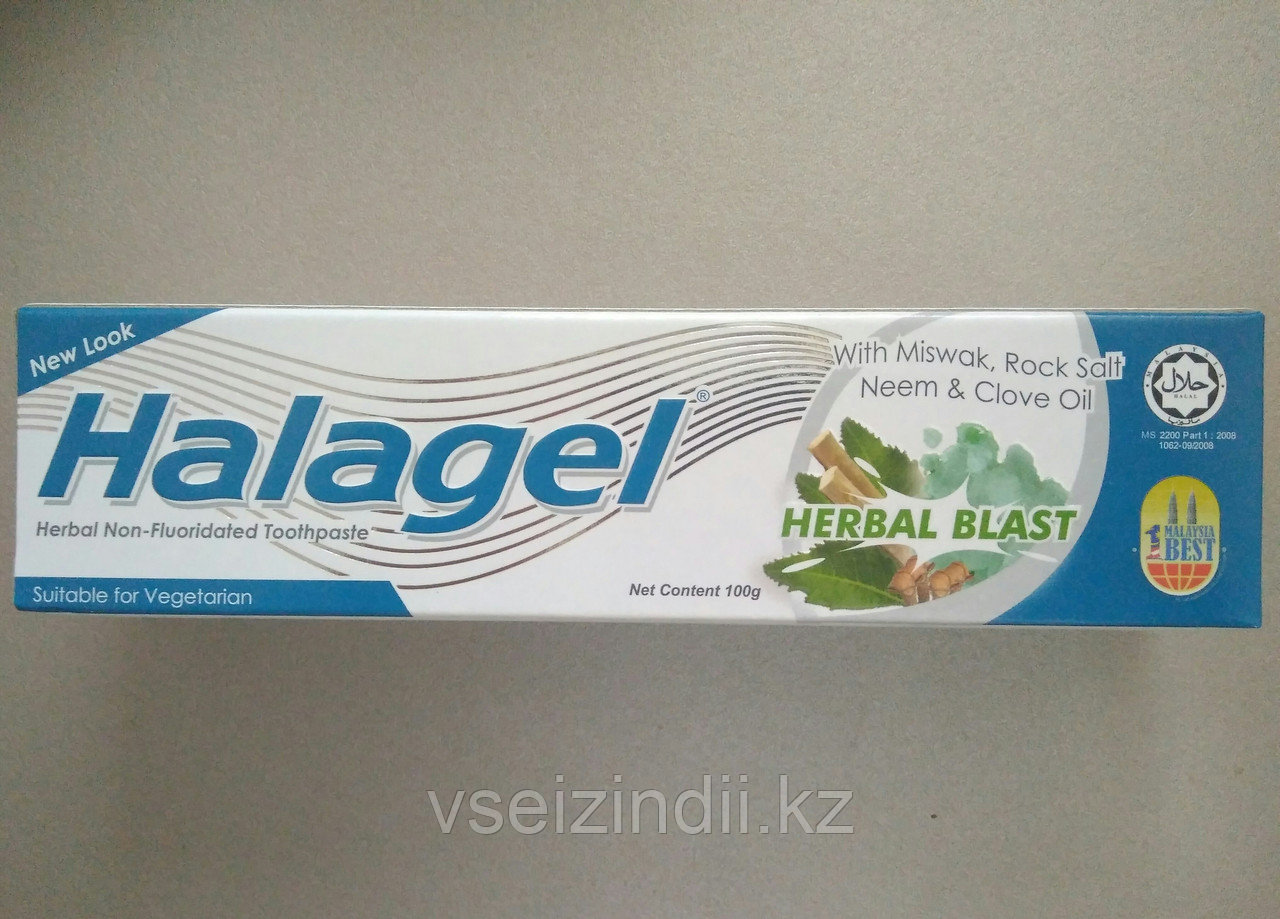 New Look
Halagel®
Herbal Non-Fluoridated Toothpaste
Suitable for Vegetarian
Net Content 100g
With Miswak, Rock Salt
Neem & Clove Oil
HERBAL BLAST
MALAYSIA
حلال
HALAL
MS 2200 Part 1 : 2008
1062-09/2008
1
MALAYSIA
BEST
vseizindii.kz